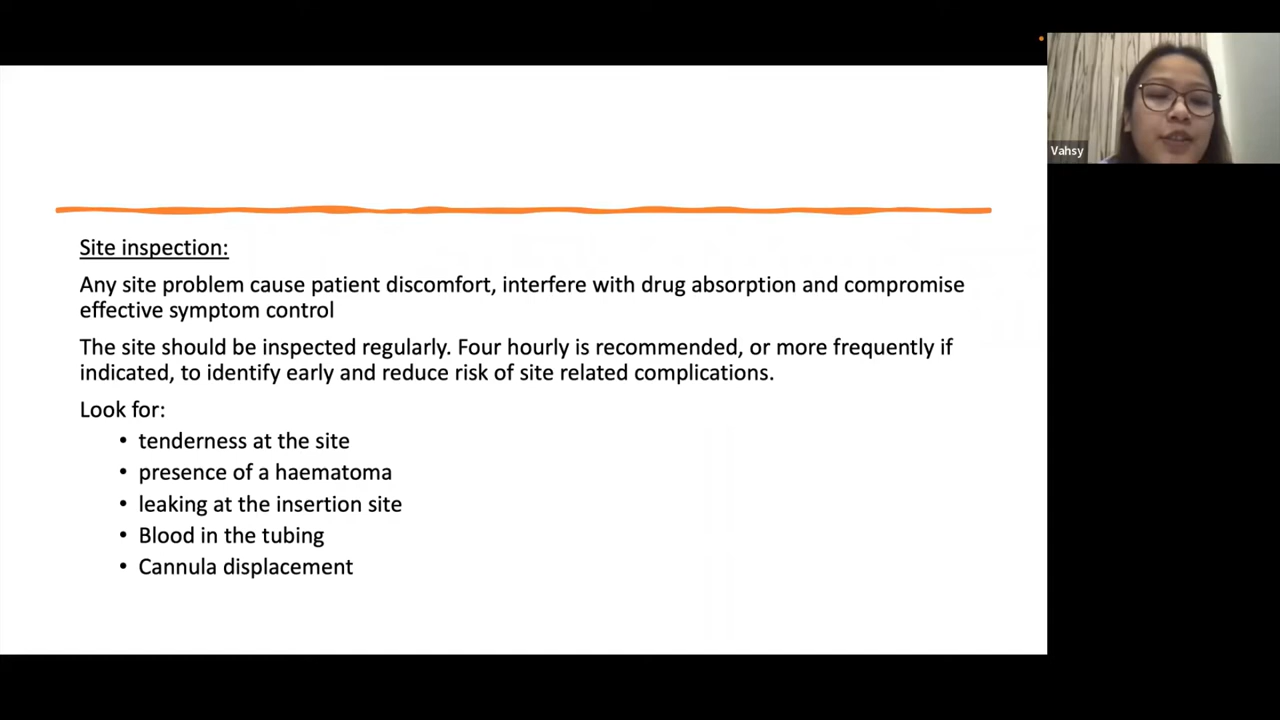 Vahsy
Site inspection:
Any site problem cause patient discomfort, interfere with drug absorption and compromise
effective symptom control
The site should be inspected regularly. Four hourly is recommended, or more frequently if
indicated, to identify early and reduce risk of site related complications.
Look for:
• tenderness at the site
• presence of a haematoma
• leaking at the insertion site
• Blood in the tubing
• Cannula displacement